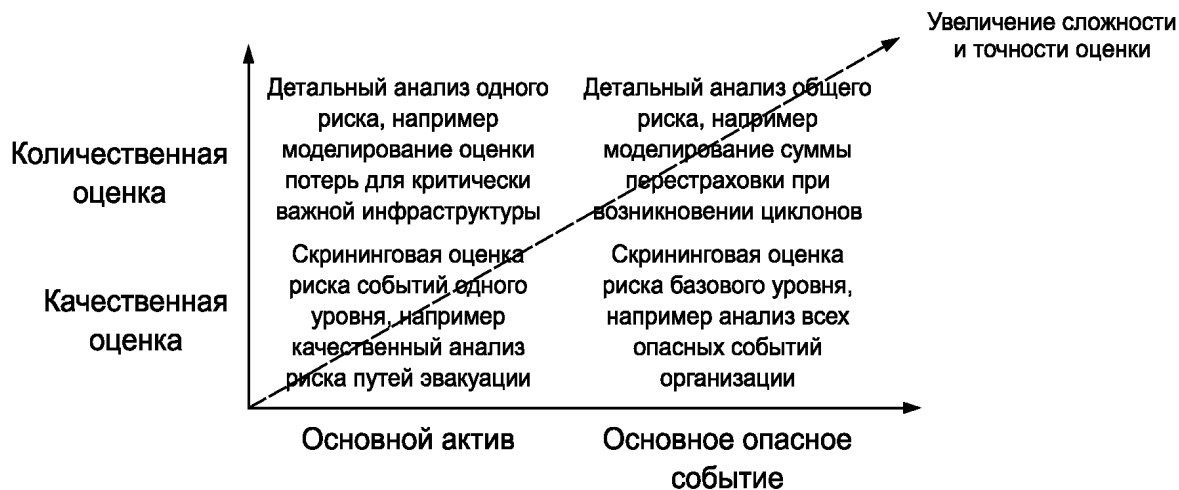 Увеличение сложности
и точности оценки
Количественная
оценка
Детальный анализ одного
риска, например
моделирование оценки
потерь для критически
важной инфраструктуры
Детальный анализ общего
риска, например
моделирование суммы
перестраховки при
возникновении циклонов
Качественная
оценка
Скрининговая оценка
риска событий одного
уровня, например
качественный анализ
риска путей эвакуации
Скрининговая оценка
риска базового уровня,
например анализ всех
опасных событий
организации
Основной актив
Основное опасное
событие